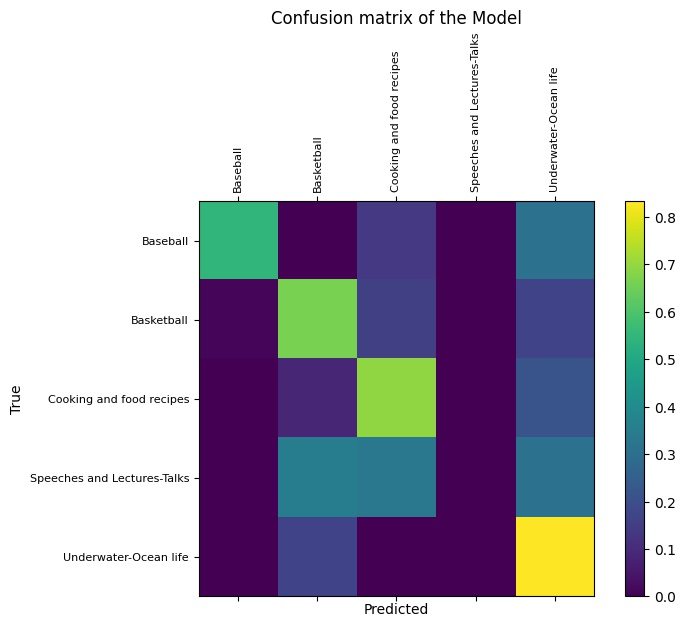 Confusion matrix of the Model
Baseball
Basketball
Cooking and food recipes
Speeches and Lectures-Talks
Underwater-Ocean life
True
Baseball
Basketball
Cooking and food recipes
Speeches and Lectures-Talks
Underwater-Ocean life
Predicted
0.8
0.7
0.6
0.5
0.4
0.3
0.2
0.1
0.0